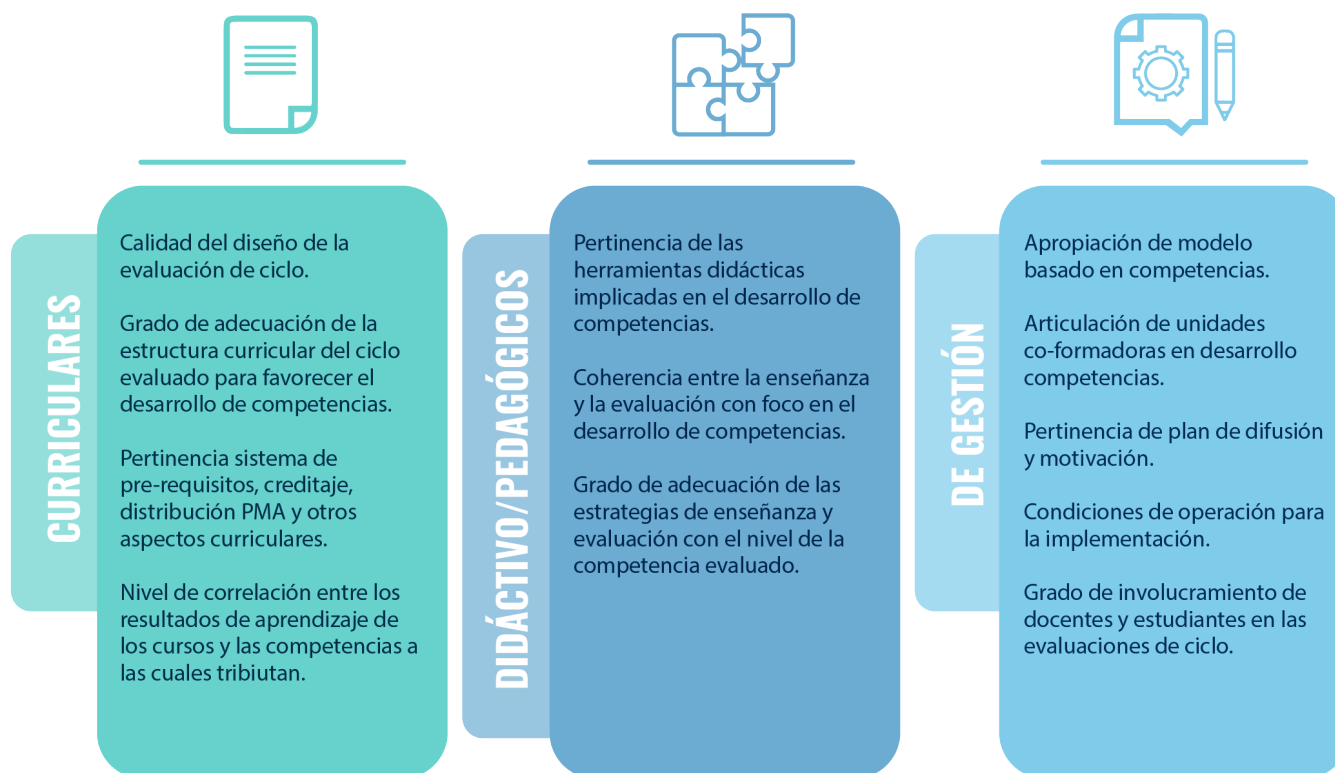 CURRICULARES
Calidad del diseño de la
evaluación de ciclo.
Grado de adecuación de la
estructura curricular del ciclo
evaluado para favorecer el
desarrollo de competencias.
Pertinencia sistema de
pre-requisitos, creditaje,
distribución PMA y otros
aspectos curriculares.
Nivel de correlación entre los
resultados de aprendizaje de
los cursos y las competencias a
las cuales tribiutan.
DIDÁCTIVO/PEDAGÓGICOS
Pertinencia de las
herramientas didácticas
implicadas en el desarrollo de
competencias.
Coherencia entre la enseñanza
y la evaluación con foco en el
desarrollo de competencias.
Grado de adecuación de las
estrategias de enseñanza y
evaluación con el nivel de la
competencia evaluado.
DE GESTIÓN
Apropiación de modelo
basado en competencias.
Articulación de unidades
co-formadoras en desarrollo
competencias.
Pertinencia de plan de difusión
y motivación.
Condiciones de operación para
la implementación.
Grado de involucramiento de
docentes y estudiantes en las
evaluaciones de ciclo.